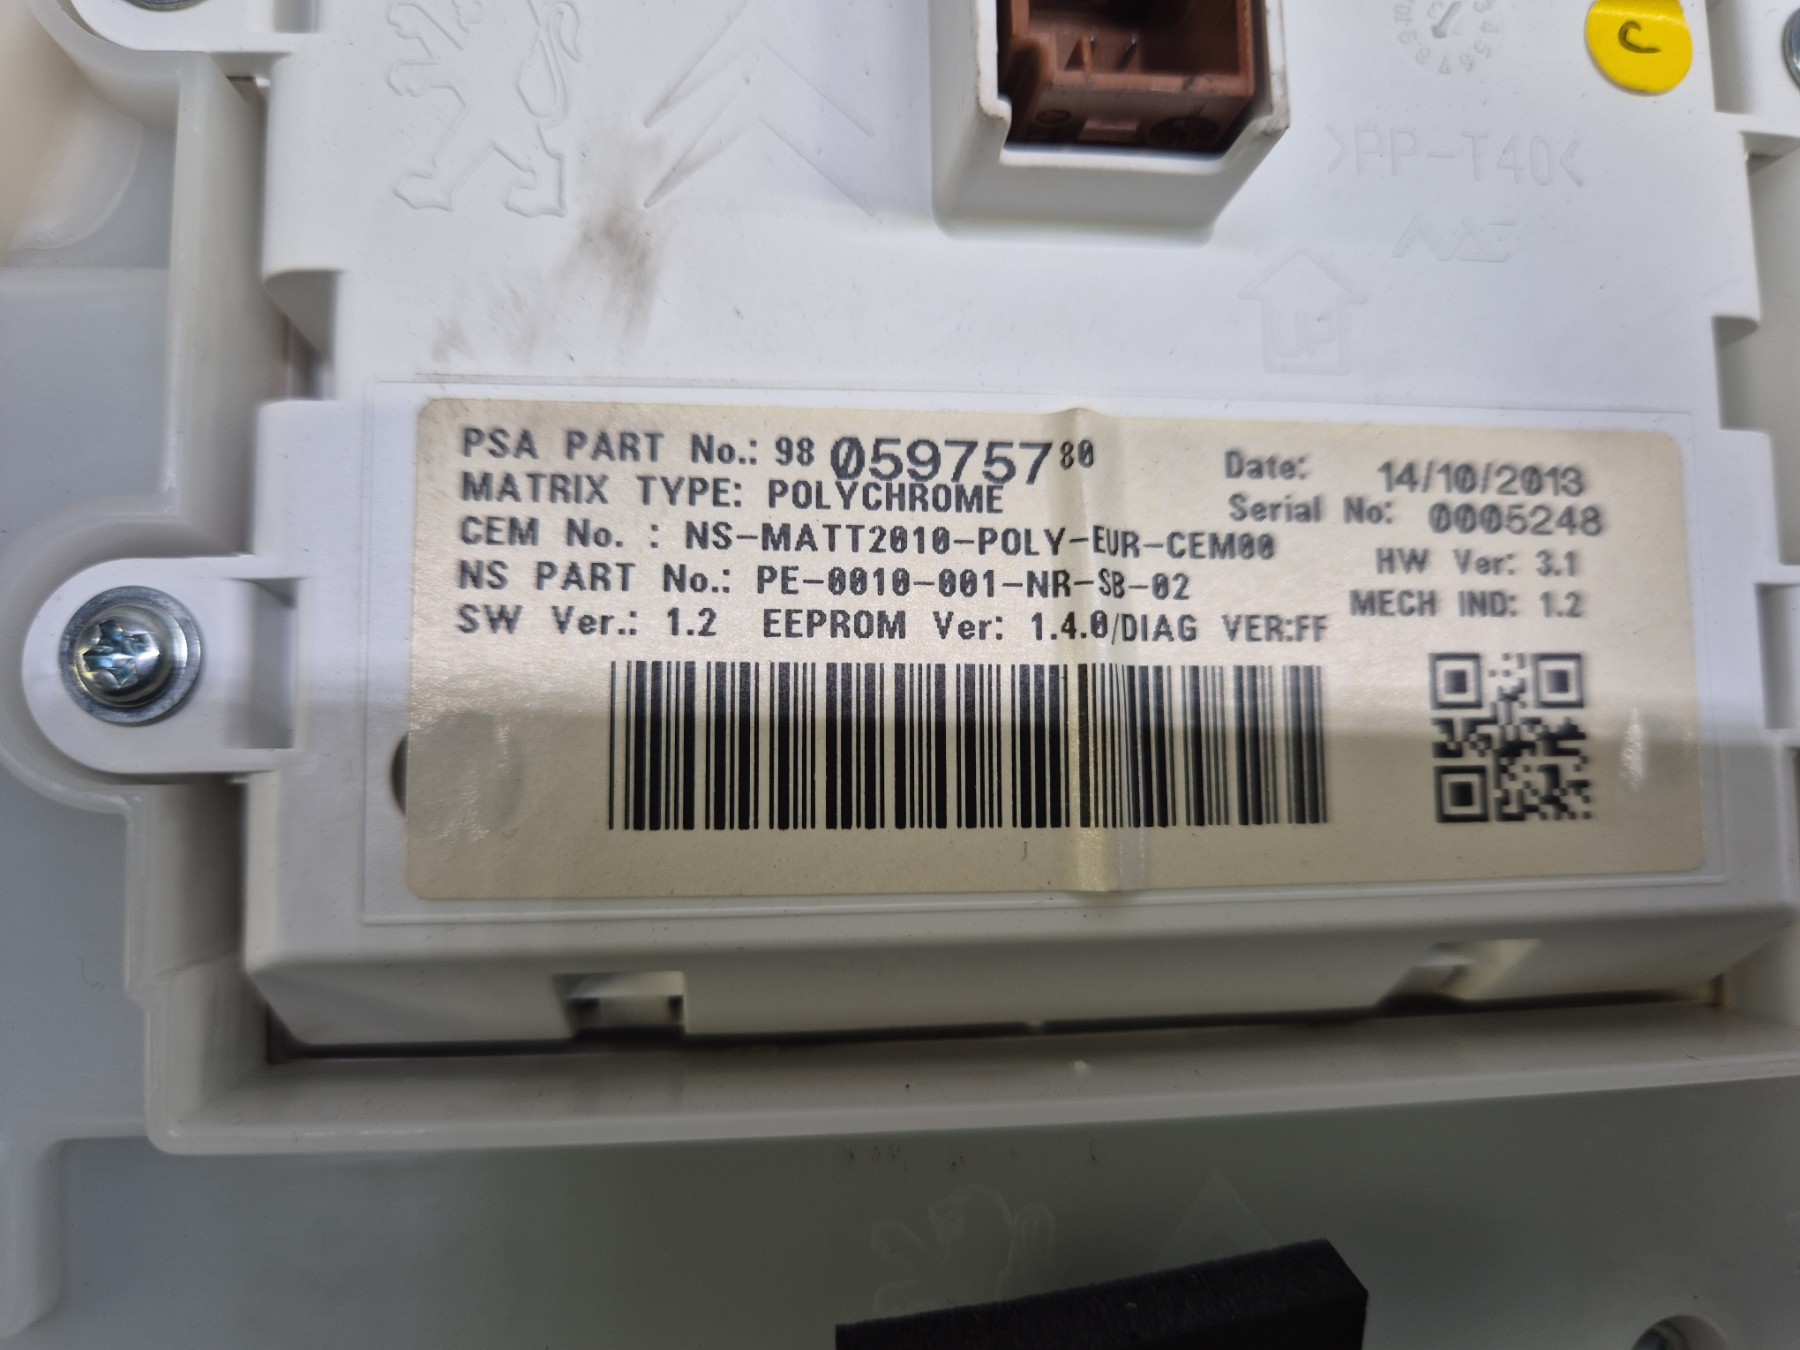 C
>PP-T40<
UP
PSA PART No.: 98 05975780
MATRIX TYPE: POLYCHROME
CEM No. : NS-MATT2010-POLY-EUR-CEM00
NS PART No.: PE-0010-001-NR-SB-02
SW Ver.: 1.2 EEPROM Ver: 1.4.0/DIAG VER:FF
Date: 14/10/2013
Serial No: 0005248
HW Ver: 3.1
MECH IND: 1.2